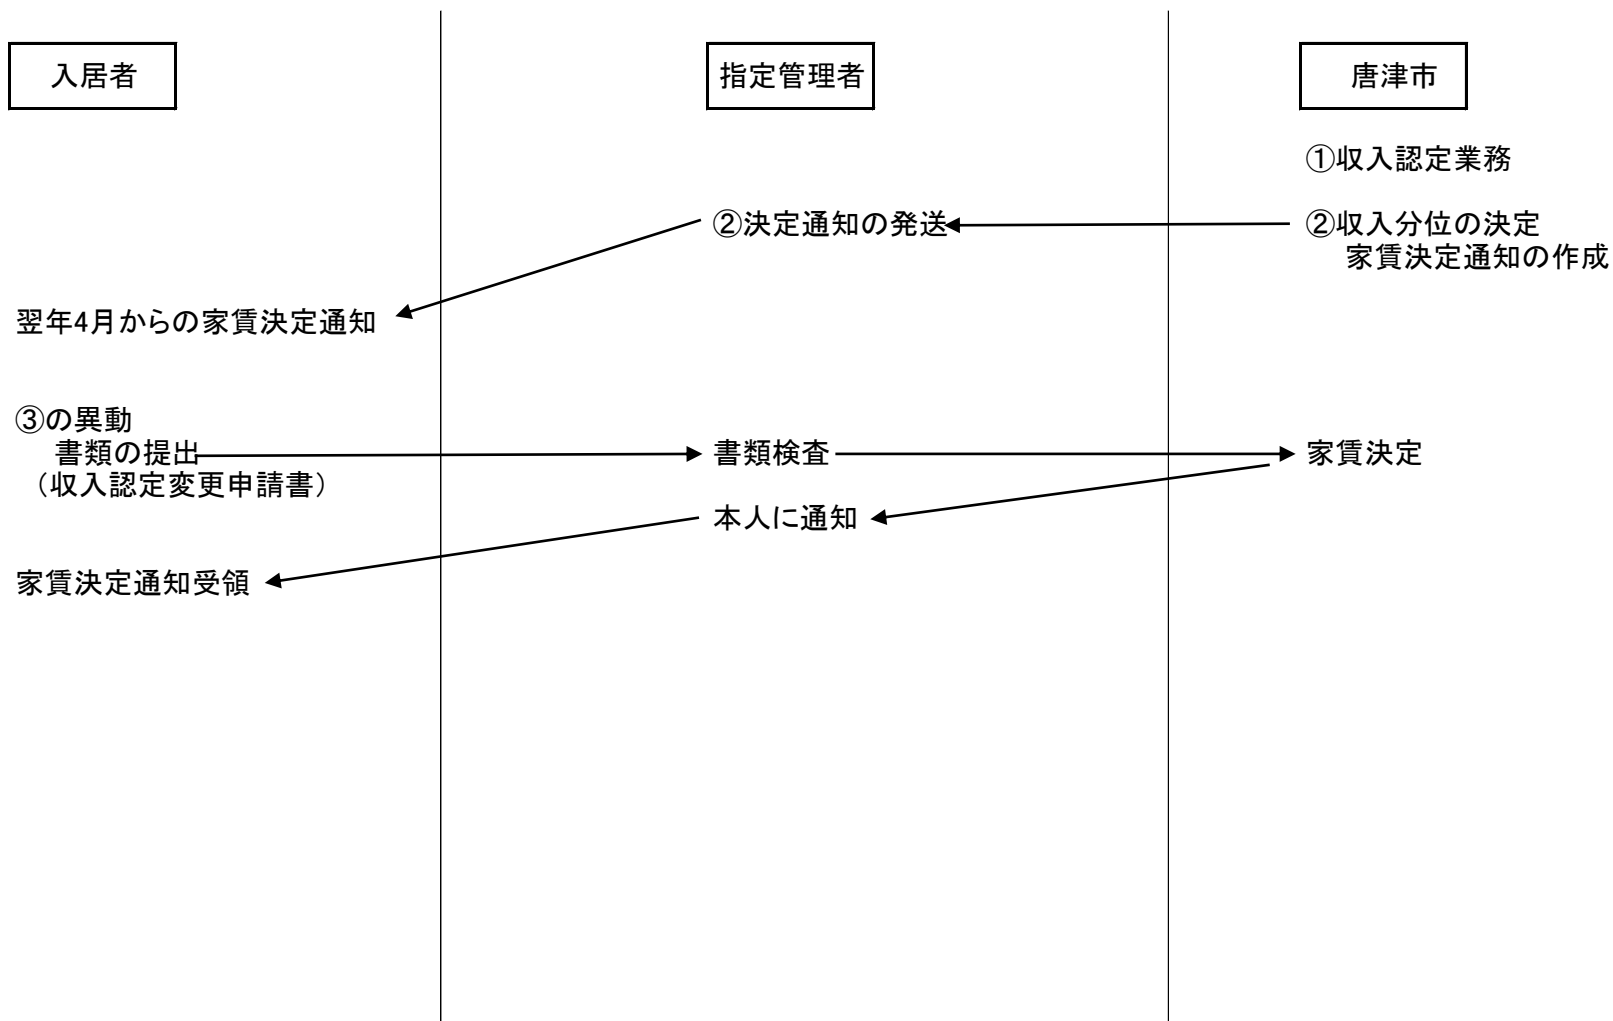 入居者
指定管理者
唐津市
①収入認定業務
②決定通知の発送
②収入分位の決定
家賃決定通知の作成
翌年4月からの家賃決定通知
③の異動
書類の提出
（収入認定変更申請書）
書類検査
家賃決定
本人に通知
家賃決定通知受領